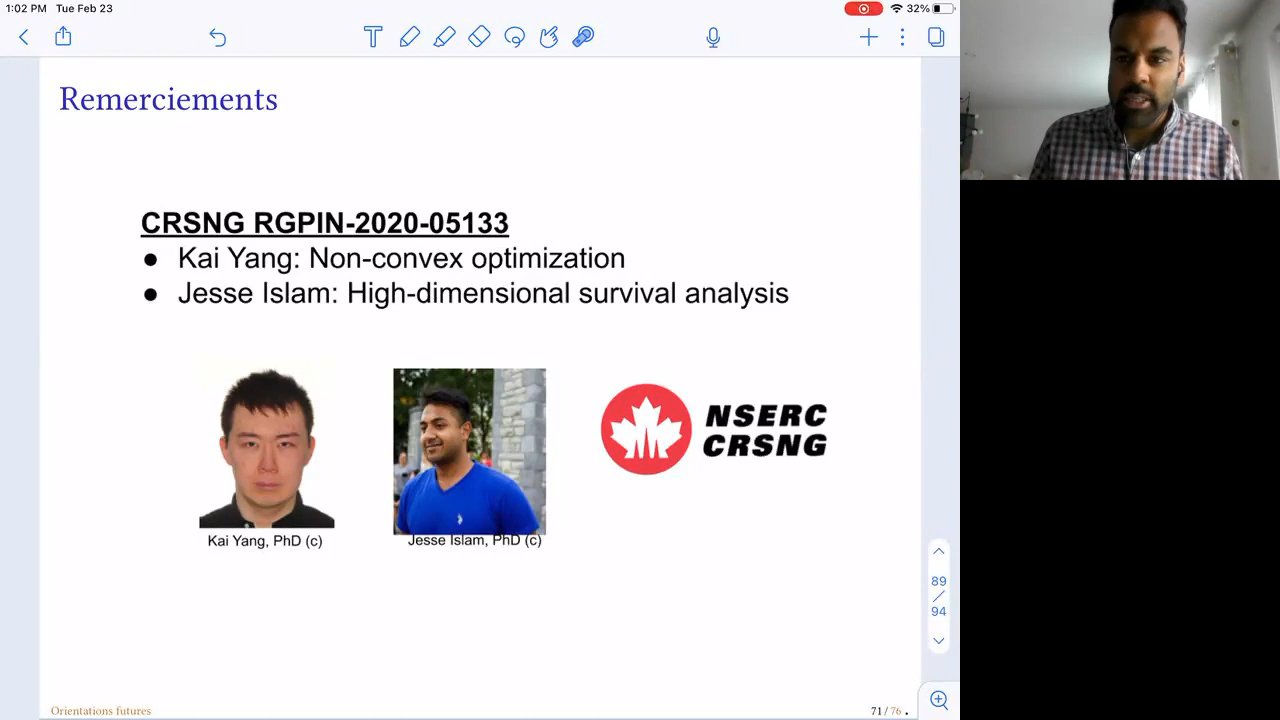 1:02 PM Tue Feb 23
32%
Remerciements
CRSNG RGPIN-2020-05133
● Kai Yang: Non-convex optimization
● Jesse Islam: High-dimensional survival analysis
NSERC
CRSNG
Kai Yang, PhD (c)
Jesse Islam, PhD (c)
89
/
94
Orientations futures
71 / 76